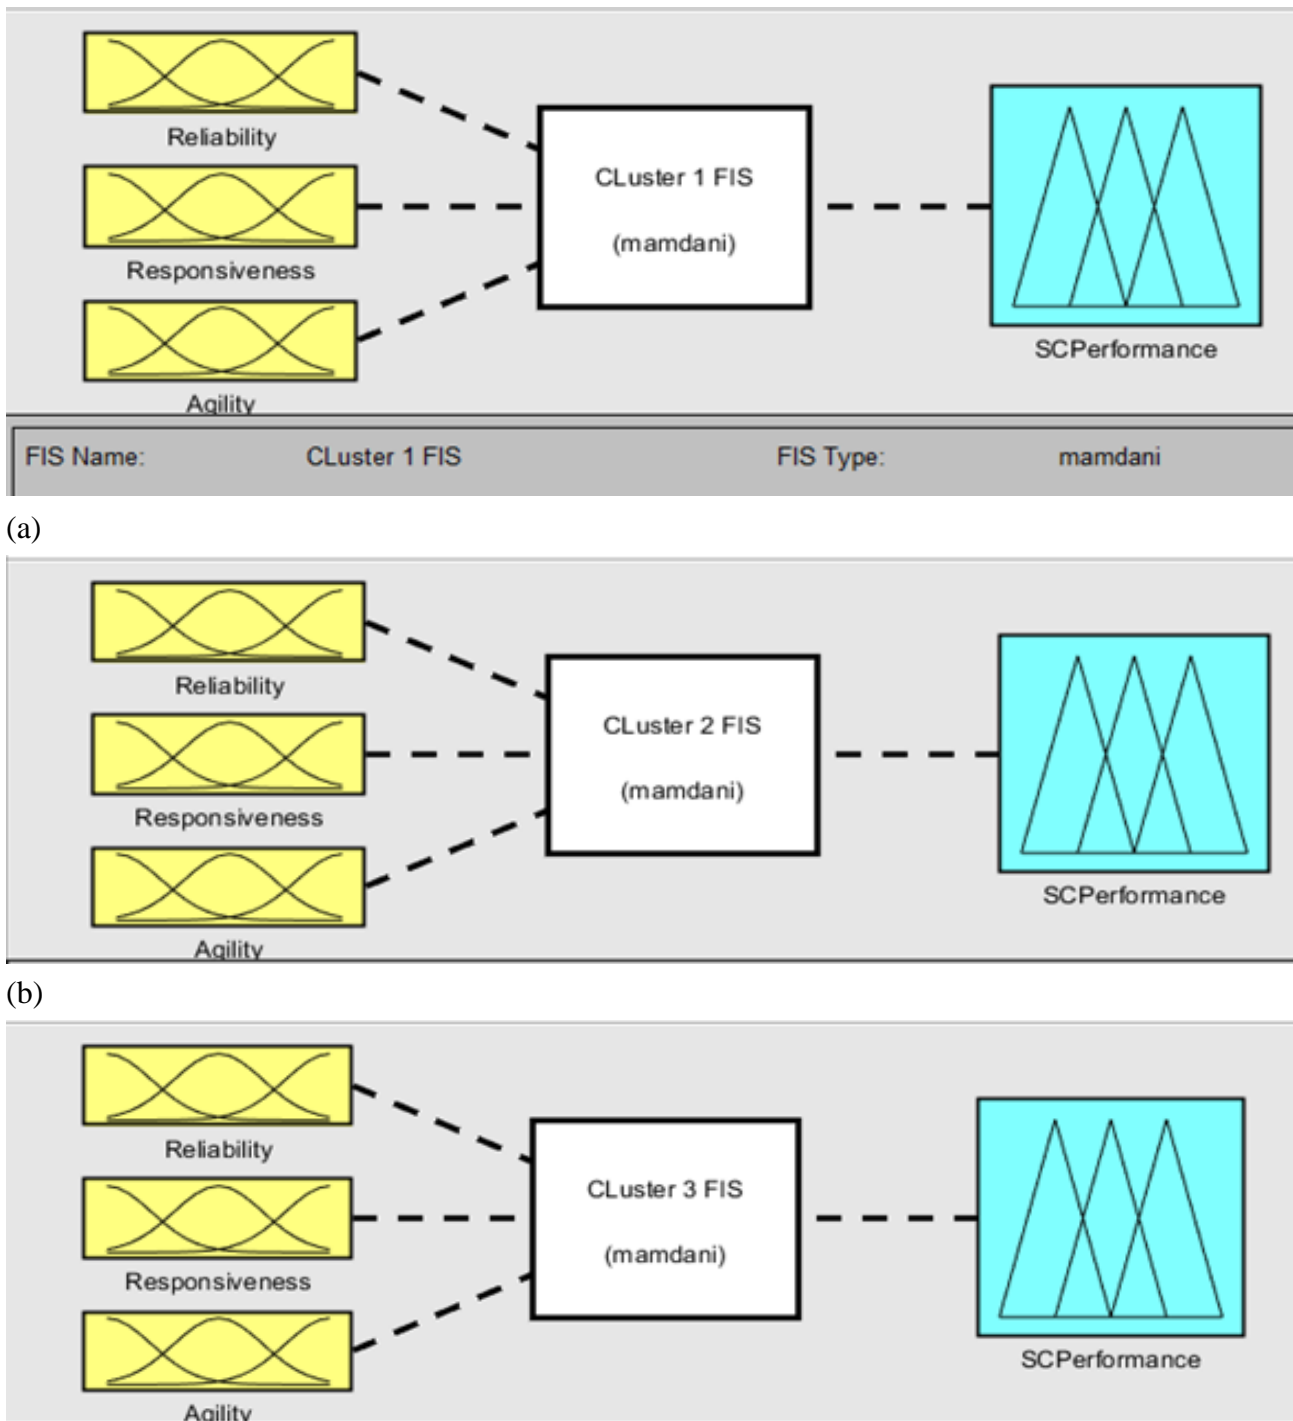 Reliability
CLuster 1 FIS
Responsiveness
(mamdani)
Agility
SCPerformance
FIS Name: CLuster 1 FIS FIS Type: mamdani
(a)
Reliability
CLuster 2 FIS
Responsiveness
(mamdani)
Agility
SCPerformance
(b)
Reliability
CLuster 3 FIS
Responsiveness
(mamdani)
Agility
SCPerformance